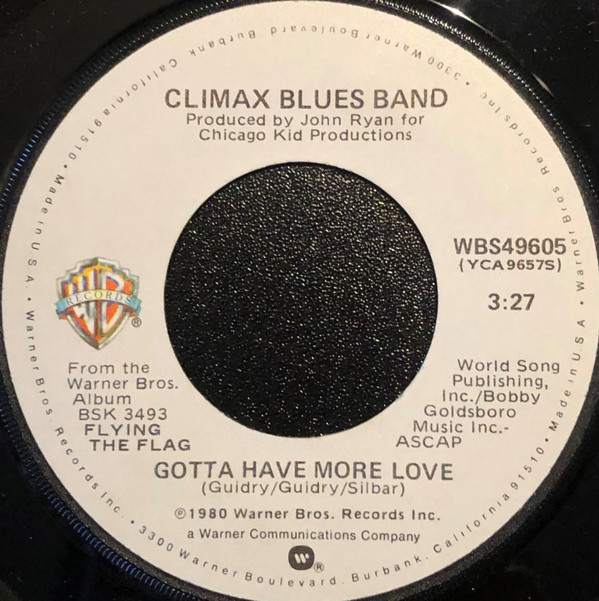 CLIMAX BLUES BAND
Produced by John Ryan for
Chicago Kid Productions
WBS49605
(YCA9657S)
3:27
WB
RECORDS
®
From the
Warner Bros.
Album
BSK 3493
FLYING
THE FLAG
World Song
Publishing,
Inc./Bobby
Goldsboro
Music Inc.-
ASCAP
GOTTA HAVE MORE LOVE
(Guidry/Guidry/Silbar)
℗1980 Warner Bros. Records Inc.
a Warner Communications Company
W®
Warner Bros. Records Inc. • 3300 Warner Boulevard. Burbank. California 91510 • Made in U.S.A. • Warner Bros. Records Inc. • 3300 Warner Boulevard Burbank, California 91510 • Made in U.S.A. •